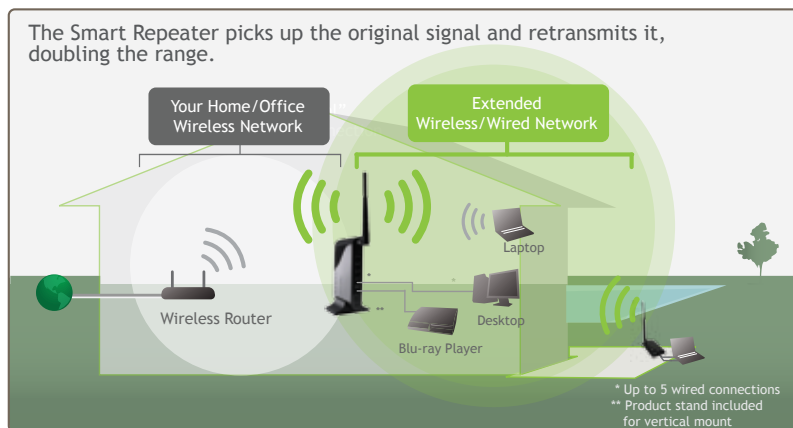 The Smart Repeater picks up the original signal and retransmits it,
doubling the range.
Your Home/Office
Wireless Network
Extended
Wireless/Wired Network
Laptop
*
*
**
Wireless Router
Desktop
Blu-ray Player
* Up to 5 wired connections
** Product stand included
for vertical mount